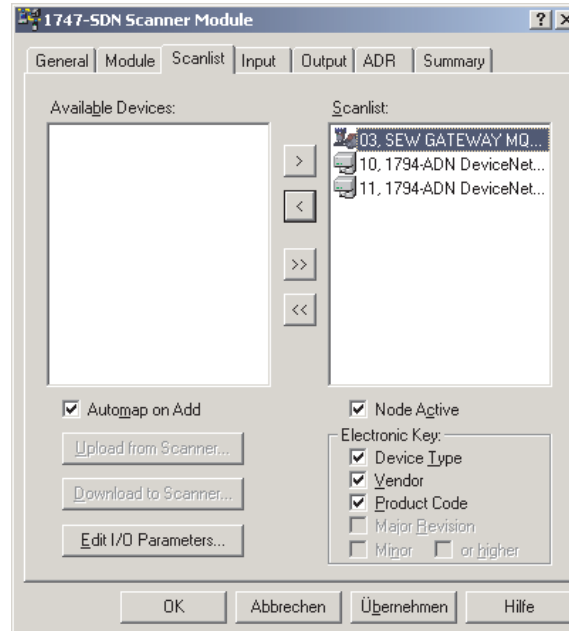 1747-SDN Scanner Module
General Module Scanlist Input Output ADR Summary
Available Devices:
Scanlist:
03, SEW GATEWAY MQ...
10, 1794-ADN DeviceNet...
11, 1794-ADN DeviceNet...
>
<
>>
<<
Automap on Add
Node Active
Upload from Scanner...
Download to Scanner...
Edit I/O Parameters...
Electronic Key:
Device Type
Vendor
Product Code
Major Revision
Minor or higher
OK Abbrechen Übernehmen Hilfe